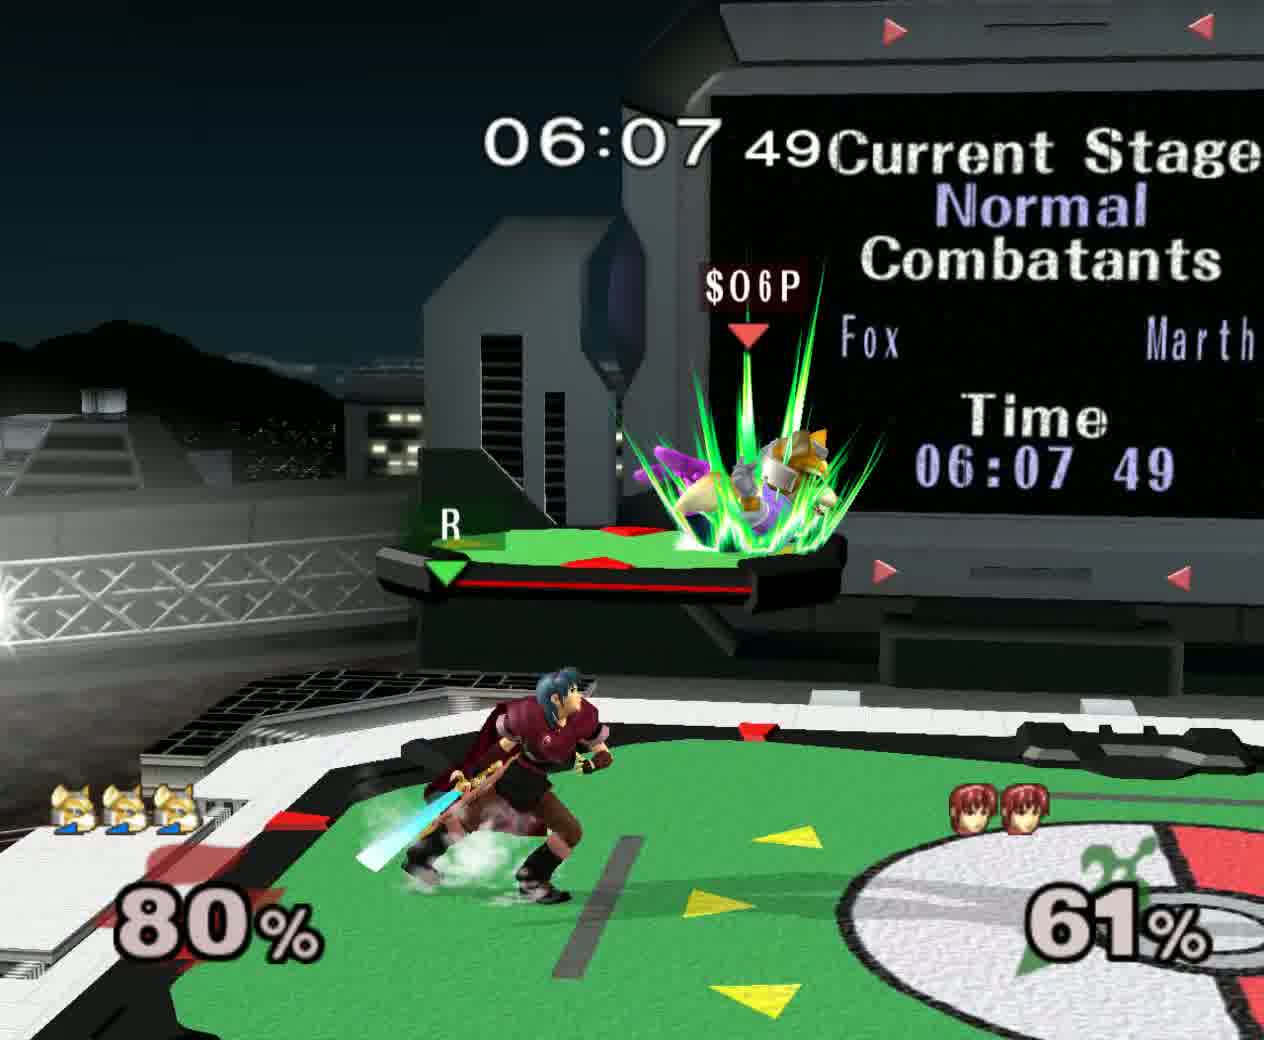 06:07 49
Current Stage
Normal
Combatants
$06P
Fox Marth
Time
06:07 49
R
80%
61%